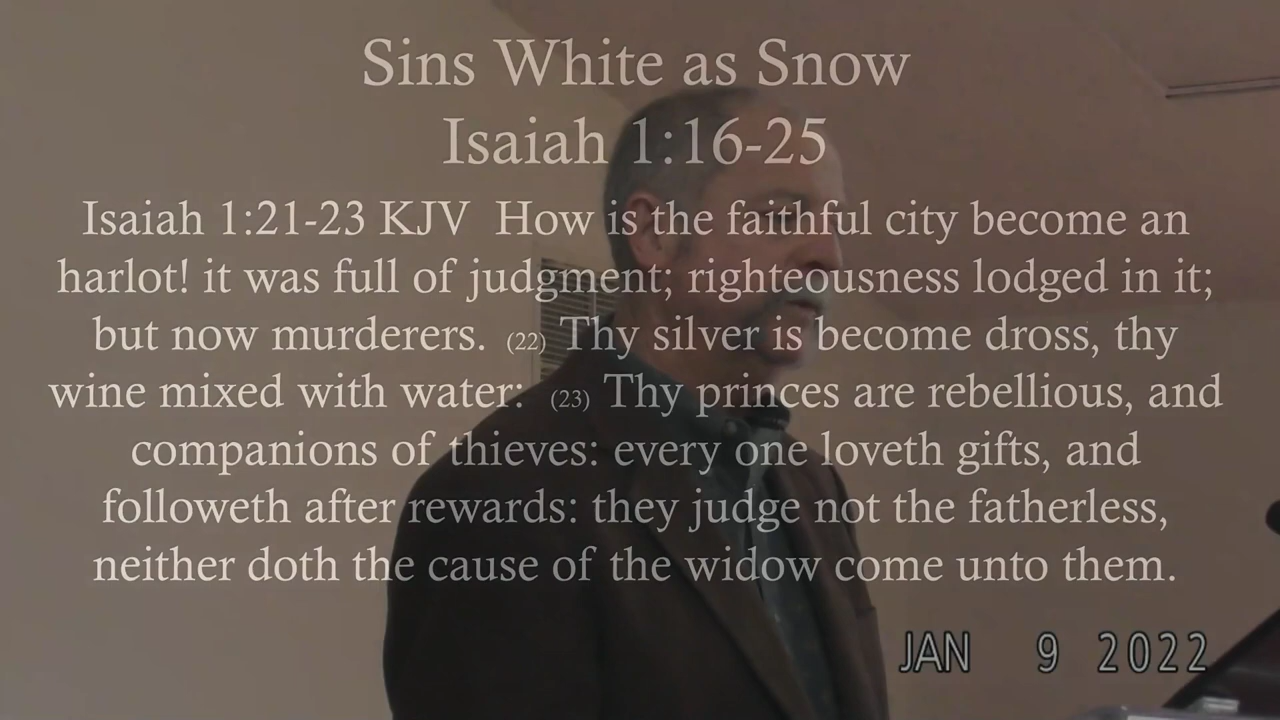 Sins White as Snow
Isaiah 1:16-25
Isaiah 1:21-23 KJV How is the faithful city become an
harlot! it was full of judgment; righteousness lodged in it;
but now murderers. (22) Thy silver is become dross, thy
wine mixed with water: (23) Thy princes are rebellious, and
companions of thieves: every one loveth gifts, and
followeth after rewards: they judge not the fatherless,
neither doth the cause of the widow come unto them.
JAN 9 2022